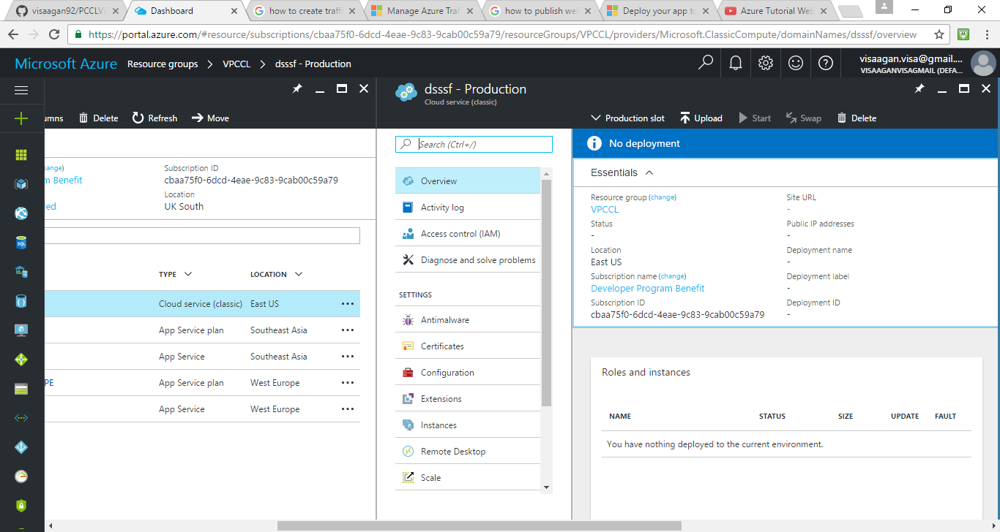 visaagan92/PCCLVi
Dashboard
how to create traff
Manage Azure Traf
how to publish wel
Deploy your app to
Azure Tutorial Web
https://portal.azure.com/#resource/subscriptions/cbaa75f0-6dcd-4eae-9c83-9cab00c59a79/resourceGroups/VPCCL/providers/Microsoft.ClassicCompute/domainNames/dsssf/overview
Microsoft Azure Resource groups > VPCCL > dsssf - Production
visaagan.visa@gmail....
VISAAGANVISAGMAIL (DEFA...
umns Delete Refresh Move
ange)
m Benefit
ed
Subscription ID
cbaa75f0-6dcd-4eae-9c83-9cab00c59a79
Location
UK South
TYPE LOCATION
Cloud service (classic) East US ...
App Service plan Southeast Asia ...
App Service Southeast Asia ...
PE App Service plan West Europe ...
App Service West Europe ...
dsssf - Production
Cloud service (classic)
Production slot Upload Start Swap Delete
Search (Ctrl+/)
Overview
Activity log
Access control (IAM)
Diagnose and solve problems
SETTINGS
Antimalware
Certificates
Configuration
Extensions
Instances
Remote Desktop
Scale
No deployment
Essentials
Resource group (change)
VPCCL
Status
-
Location
East US
Subscription name (change)
Developer Program Benefit
Subscription ID
cbaa75f0-6dcd-4eae-9c83-9cab00c59a79
Site URL
-
Public IP addresses
-
Deployment name
-
Deployment label
-
Deployment ID
-
Roles and instances
NAME STATUS SIZE UPDATE FAULT
You have nothing deployed to the current environment.